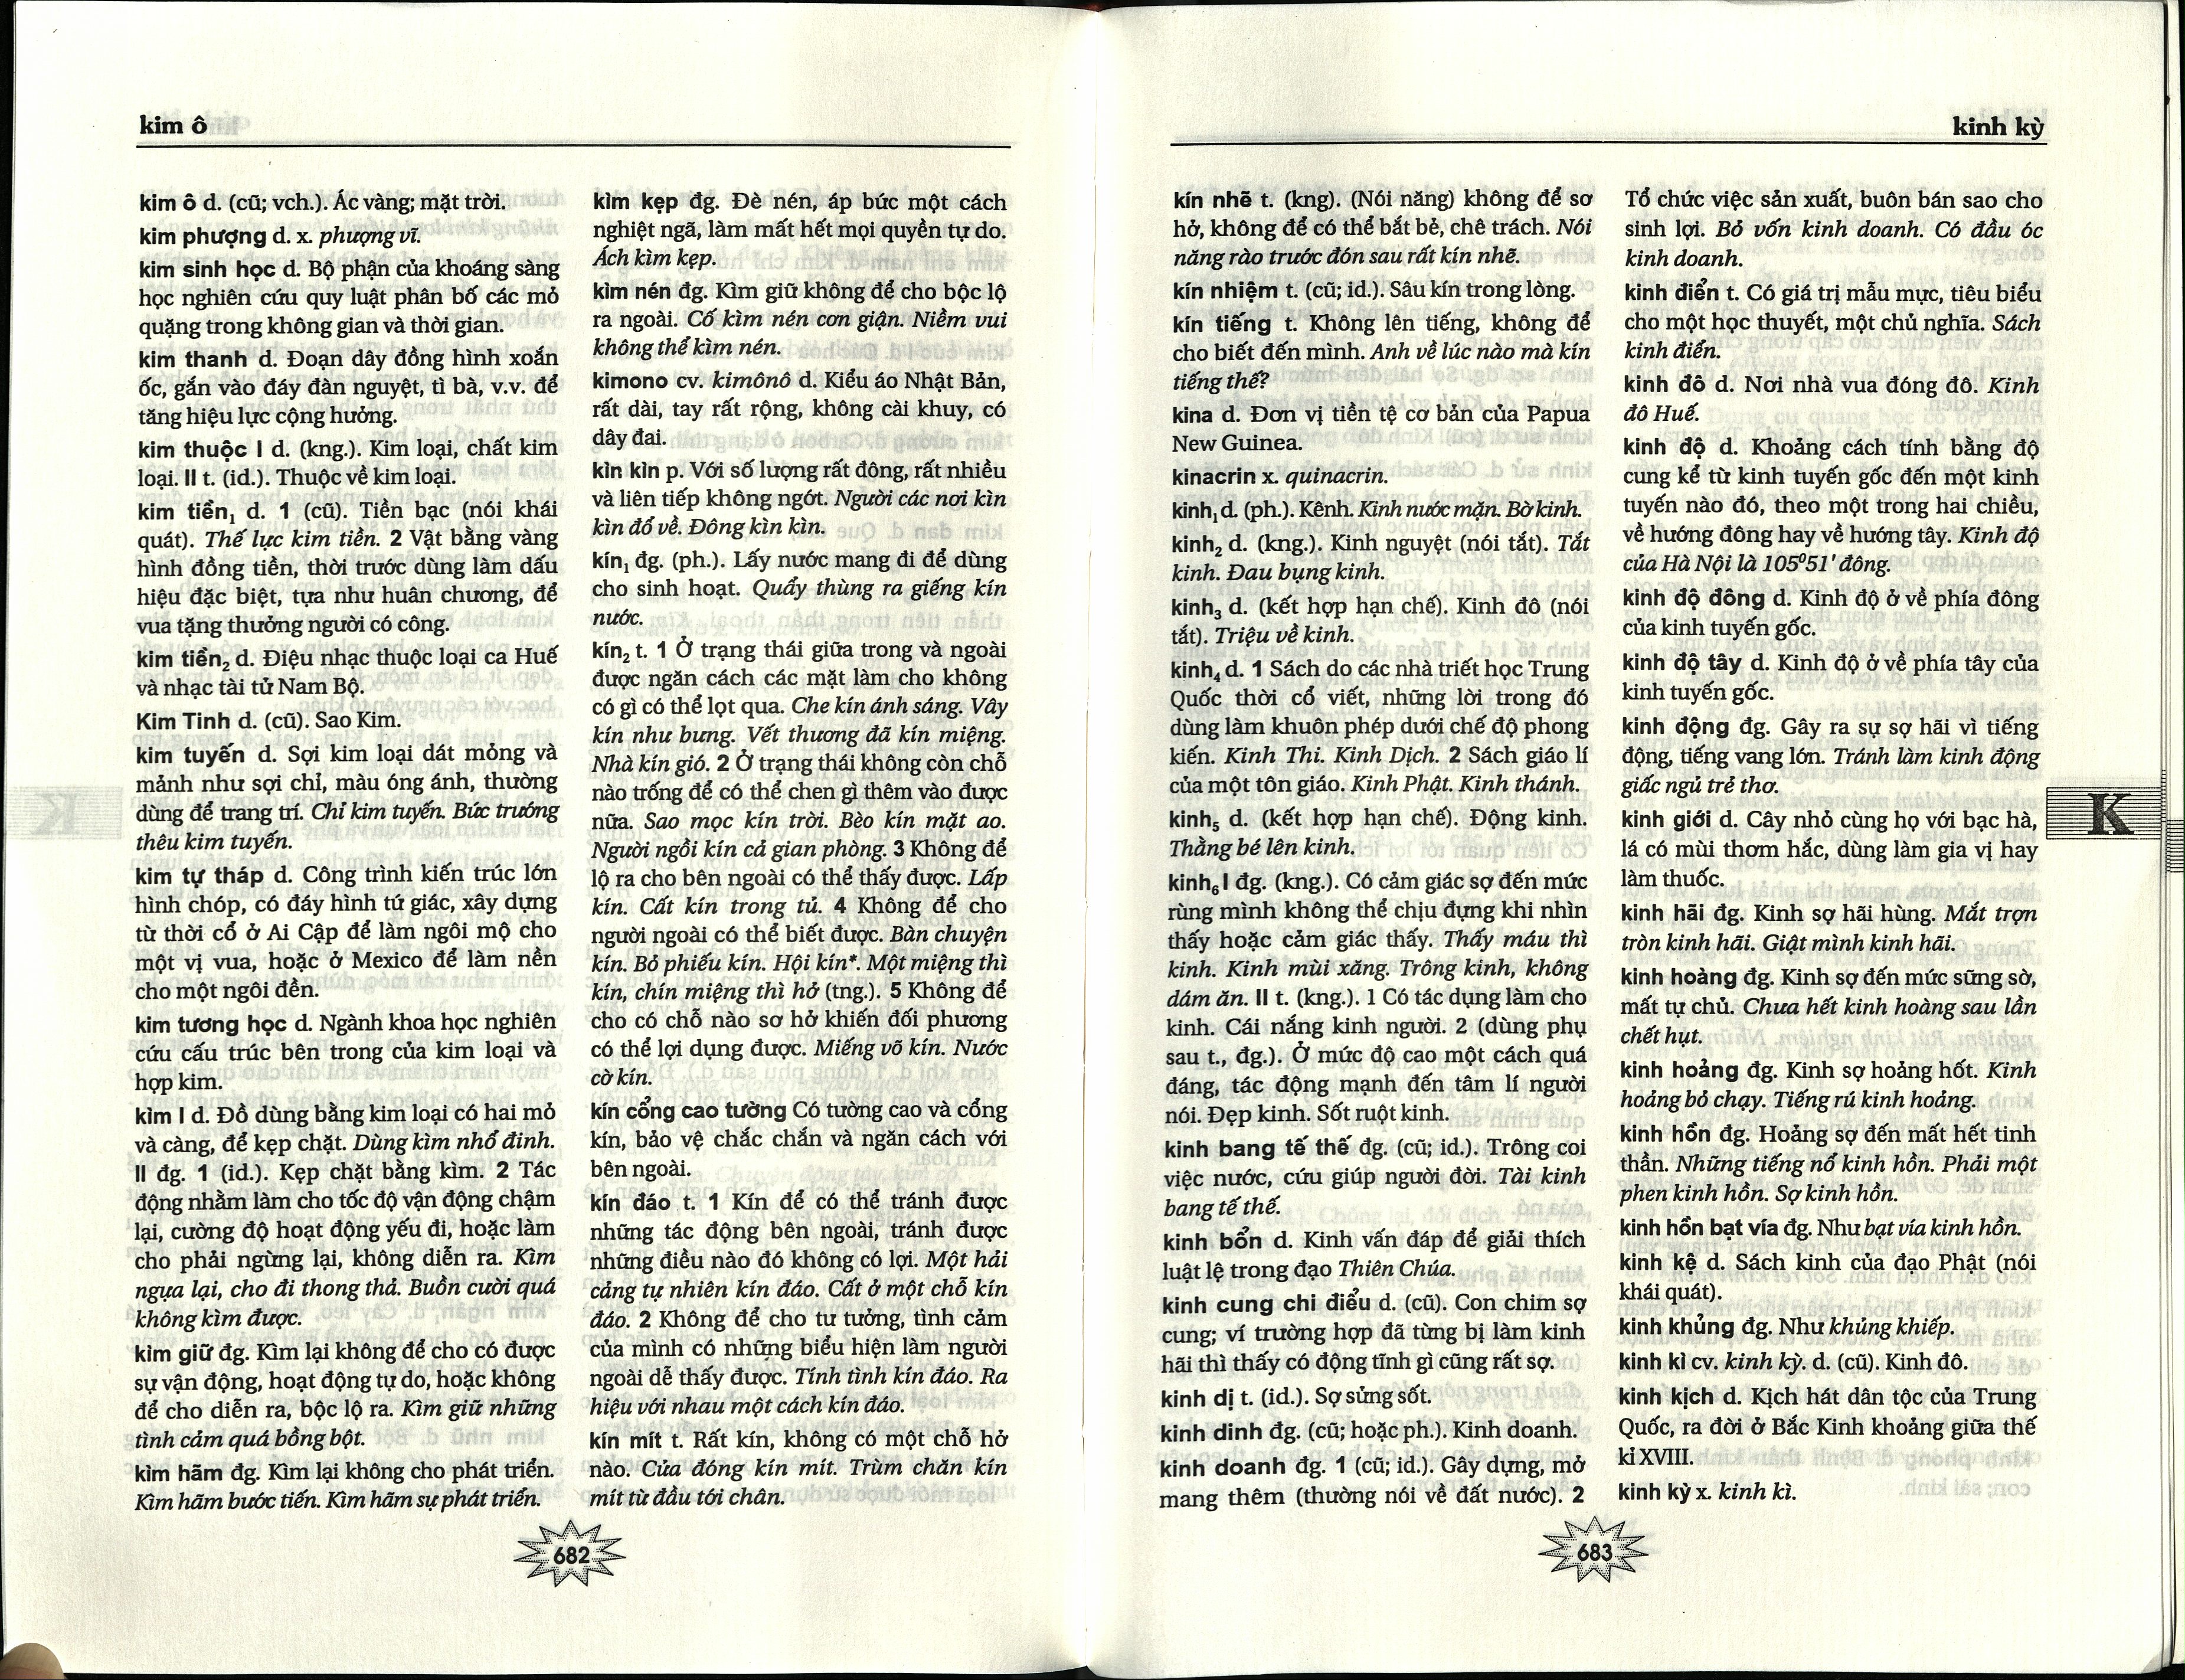 kim ô
kim ô d. (cũ; vch.). Ác vàng; mặt trời.
kim phượng d. x. phượng vĩ.
kim sinh học d. Bộ phận của khoáng sàng
học nghiên cứu quy luật phân bố các mỏ
quặng trong không gian và thời gian.
kim thanh d. Đoạn dây đồng hình xoắn
ốc, gắn vào đáy đàn nguyệt, tì bà, v.v. để
tăng hiệu lực cộng hưởng.
kim thuộc I d. (kng.). Kim loại, chất kim
loại. II t. (id.). Thuộc về kim loại.
kim tiền₁ d. 1 (cũ). Tiền bạc (nói khái
quát). Thế lực kim tiền. 2 Vật bằng vàng
hình đồng tiền, thời trước dùng làm dấu
hiệu đặc biệt, tựa như huân chương, để
vua tặng thưởng người có công.
kim tiền₂ d. Điệu nhạc thuộc loại ca Huế
và nhạc tài tử Nam Bộ.
Kim Tinh d. (cũ). Sao Kim.
kim tuyến d. Sợi kim loại dát mỏng và
mảnh như sợi chỉ, màu óng ánh, thường
dùng để trang trí. Chỉ kim tuyến. Bức trướng
thêu kim tuyến.
kim tự tháp d. Công trình kiến trúc lớn
hình chóp, có đáy hình tứ giác, xây dựng
từ thời cổ ở Ai Cập để làm ngôi mộ cho
một vị vua, hoặc ở Mexico để làm nền
cho một ngôi đền.
kim tương học d. Ngành khoa học nghiên
cứu cấu trúc bên trong của kim loại và
hợp kim.
kìm I d. Đồ dùng bằng kim loại có hai mỏ
và càng, để kẹp chặt. Dùng kìm nhổ đinh.
II đg. 1 (id.). Kẹp chặt bằng kìm. 2 Tác
động nhằm làm cho tốc độ vận động chậm
lại, cường độ hoạt động yếu đi, hoặc làm
cho phải ngừng lại, không diễn ra. Kìm
ngựa lại, cho đi thong thả. Buồn cười quá
không kìm được.
kìm giữ đg. Kìm lại không để cho có được
sự vận động, hoạt động tự do, hoặc không
để cho diễn ra, bộc lộ ra. Kìm giữ những
tình cảm quá bồng bột.
kìm hãm đg. Kìm lại không cho phát triển.
Kìm hãm bước tiến. Kìm hãm sự phát triển.
kìm kẹp đg. Đè nén, áp bức một cách
nghiệt ngã, làm mất hết mọi quyền tự do.
Ách kìm kẹp.
kìm nén đg. Kìm giữ không để cho bộc lộ
ra ngoài. Cố kìm nén cơn giận. Niềm vui
không thể kìm nén.
kimono cv. kimônô d. Kiểu áo Nhật Bản,
rất dài, tay rất rộng, không cài khuy, có
dây đai.
kìn kìn p. Với số lượng rất đông, rất nhiều
và liên tiếp không ngớt. Người các nơi kìn
kìn đổ về. Đông kìn kìn.
kín₁ đg. (ph.). Lấy nước mang đi để dùng
cho sinh hoạt. Quẩy thùng ra giếng kín
nước.
kín₂ t. 1 Ở trạng thái giữa trong và ngoài
được ngăn cách các mặt làm cho không
có gì có thể lọt qua. Che kín ánh sáng. Vây
kín như bưng. Vết thương đã kín miệng.
Nhà kín gió. 2 Ở trạng thái không còn chỗ
nào trống để có thể chen gì thêm vào được
nữa. Sao mọc kín trời. Bèo kín mặt ao.
Người ngồi kín cả gian phòng. 3 Không để
lộ ra cho bên ngoài có thể thấy được. Lấp
kín. Cất kín trong tủ. 4 Không để cho
người ngoài có thể biết được. Bàn chuyện
kín. Bỏ phiếu kín. Hội kín*. Một miệng thì
kín, chín miệng thì hở (tng.). 5 Không để
cho có chỗ nào sơ hở khiến đối phương
có thể lợi dụng được. Miếng võ kín. Nước
cờ kín.
kín cổng cao tường Có tường cao và cổng
kín, bảo vệ chắc chắn và ngăn cách với
bên ngoài.
kín đáo t. 1 Kín để có thể tránh được
những tác động bên ngoài, tránh được
những điều nào đó không có lợi. Một hải
cảng tự nhiên kín đáo. Cất ở một chỗ kín
đáo. 2 Không để cho tư tưởng, tình cảm
của mình có những biểu hiện làm người
ngoài dễ thấy được. Tính tình kín đáo. Ra
hiệu với nhau một cách kín đáo.
kín mít t. Rất kín, không có một chỗ hở
nào. Cửa đóng kín mít. Trùm chăn kín
mít từ đầu tới chân.
682
kinh kỳ
kín nhẽ t. (kng). (Nói năng) không để sơ
hở, không để có thể bắt bẻ, chê trách. Nói
năng rào trước đón sau rất kín nhẽ.
kín nhiệm t. (cũ; id.). Sâu kín trong lòng.
kín tiếng t. Không lên tiếng, không để
cho biết đến mình. Anh về lúc nào mà kín
tiếng thế?
kina d. Đơn vị tiền tệ cơ bản của Papua
New Guinea.
kinacrin x. quinacrin.
kinh₁ d. (ph.). Kênh. Kinh nước mặn. Bờ kinh.
kinh₂ d. (kng.). Kinh nguyệt (nói tắt). Tắt
kinh. Đau bụng kinh.
kinh₃ d. (kết hợp hạn chế). Kinh đô (nói
tắt). Triệu về kinh.
kinh₄ d. 1 Sách do các nhà triết học Trung
Quốc thời cổ viết, những lời trong đó
dùng làm khuôn phép dưới chế độ phong
kiến. Kinh Thi. Kinh Dịch. 2 Sách giáo lí
của một tôn giáo. Kinh Phật. Kinh thánh.
kinh₅ d. (kết hợp hạn chế). Động kinh.
Thằng bé lên kinh.
kinh₆ I đg. (kng.). Có cảm giác sợ đến mức
rùng mình không thể chịu đựng khi nhìn
thấy hoặc cảm giác thấy. Thấy máu thì
kinh. Kinh mùi xăng. Trông kinh, không
dám ăn. II t. (kng.). 1 Có tác dụng làm cho
kinh. Cái nắng kinh người. 2 (dùng phụ
sau t., đg.). Ở mức độ cao một cách quá
đáng, tác động mạnh đến tâm lí người
nói. Đẹp kinh. Sốt ruột kinh.
kinh bang tế thế đg. (cũ; id.). Trông coi
việc nước, cứu giúp người đời. Tài kinh
bang tế thế.
kinh bổn d. Kinh vấn đáp để giải thích
luật lệ trong đạo Thiên Chúa.
kinh cung chi điểu d. (cũ). Con chim sợ
cung; ví trường hợp đã từng bị làm kinh
hãi thì thấy có động tĩnh gì cũng rất sợ.
kinh dị t. (id.). Sợ sửng sốt.
kinh dinh đg. (cũ; hoặc ph.). Kinh doanh.
kinh doanh đg. 1 (cũ; id.). Gây dựng, mở
mang thêm (thường nói về đất nước). 2
Tổ chức việc sản xuất, buôn bán sao cho
sinh lợi. Bỏ vốn kinh doanh. Có đầu óc
kinh doanh.
kinh điển t. Có giá trị mẫu mực, tiêu biểu
cho một học thuyết, một chủ nghĩa. Sách
kinh điển.
kinh đô d. Nơi nhà vua đóng đô. Kinh
đô Huế.
kinh độ d. Khoảng cách tính bằng độ
cung kể từ kinh tuyến gốc đến một kinh
tuyến nào đó, theo một trong hai chiều,
về hướng đông hay về hướng tây. Kinh độ
của Hà Nội là 105⁰51' đông.
kinh độ đông d. Kinh độ ở về phía đông
của kinh tuyến gốc.
kinh độ tây d. Kinh độ ở về phía tây của
kinh tuyến gốc.
kinh động đg. Gây ra sự sợ hãi vì tiếng
động, tiếng vang lớn. Tránh làm kinh động
giấc ngủ trẻ thơ.
kinh giới d. Cây nhỏ cùng họ với bạc hà,
lá có mùi thơm hắc, dùng làm gia vị hay
làm thuốc.
kinh hãi đg. Kinh sợ hãi hùng. Mắt trợn
tròn kinh hãi. Giật mình kinh hãi.
kinh hoàng đg. Kinh sợ đến mức sững sờ,
mất tự chủ. Chưa hết kinh hoàng sau lần
chết hụt.
kinh hoảng đg. Kinh sợ hoảng hốt. Kinh
hoảng bỏ chạy. Tiếng rú kinh hoảng.
kinh hồn đg. Hoảng sợ đến mất hết tinh
thần. Những tiếng nổ kinh hồn. Phải một
phen kinh hồn. Sợ kinh hồn.
kinh hồn bạt vía đg. Như bạt vía kinh hồn.
kinh kệ d. Sách kinh của đạo Phật (nói
khái quát).
kinh khủng đg. Như khủng khiếp.
kinh kì cv. kinh kỳ. d. (cũ). Kinh đô.
kinh kịch d. Kịch hát dân tộc của Trung
Quốc, ra đời ở Bắc Kinh khoảng giữa thế
kỉ XVIII.
kinh kỳ x. kinh kì.
K
683